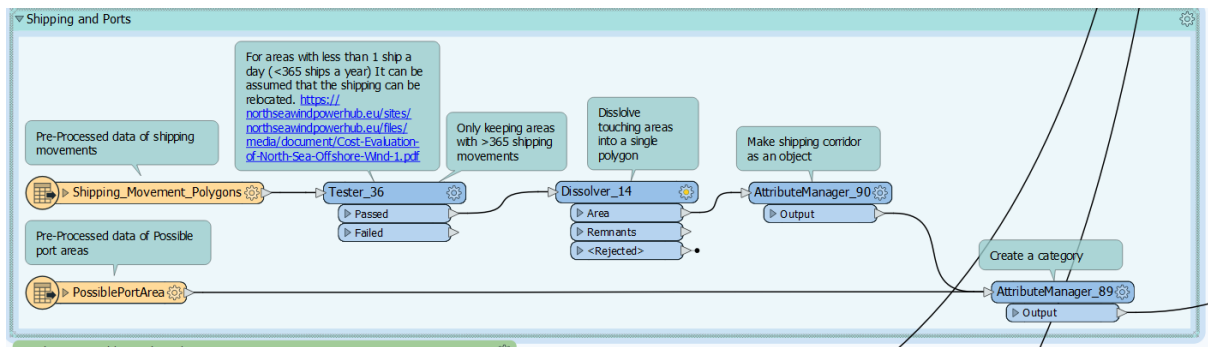 Shipping and Ports
For areas with less than 1 ship a
day (<365 ships a year) It can be
assumed that the shipping can be
relocated. https://
northseawindpowerhub.eu/sites/
northseawindpowerhub.eu/files/
media/document/Cost-Evaluation-
of-North-Sea-Offshore-Wind-1.pdf
Pre-Processed data of shipping
movements
Only keeping areas
with >365 shipping
movements
Disslolve
touching areas
into a single
polygon
Make shipping corridor
as an object
Shipping_Movement_Polygons
Tester_36
Passed
Failed
Dissolver_14
Area
Remnants
<Rejected>
AttributeManager_90
Output
Pre-Processed data of Possible
port areas
PossiblePortArea
Create a category
AttributeManager_89
Output